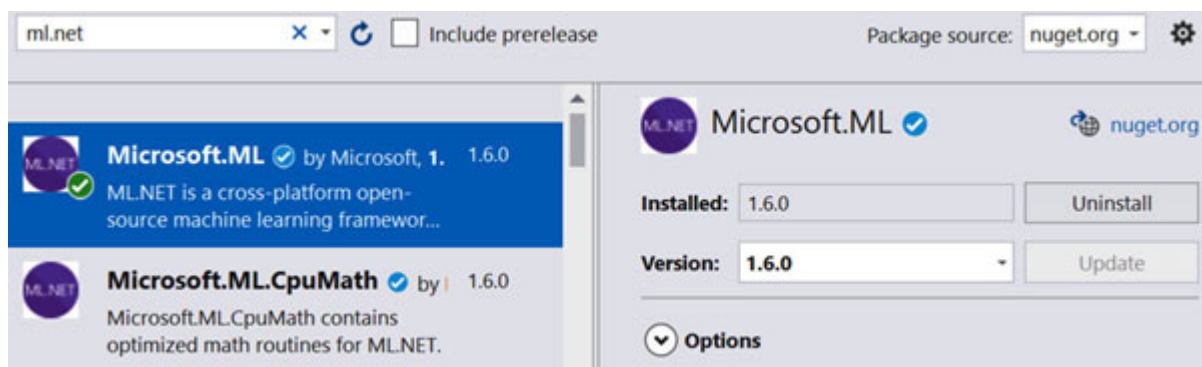 ml.net
Include prerelease
Package source: nuget.org
Microsoft.ML by Microsoft, 1. 1.6.0
ML.NET is a cross-platform open-
source machine learning framewor...
Microsoft.ML.CpuMath by 1.6.0
Microsoft.ML.CpuMath contains
optimized math routines for ML.NET.
ML.NET
ML.NET
ML.NET Microsoft.ML nuget.org
Installed: 1.6.0 Uninstall
Version: 1.6.0 Update
Options